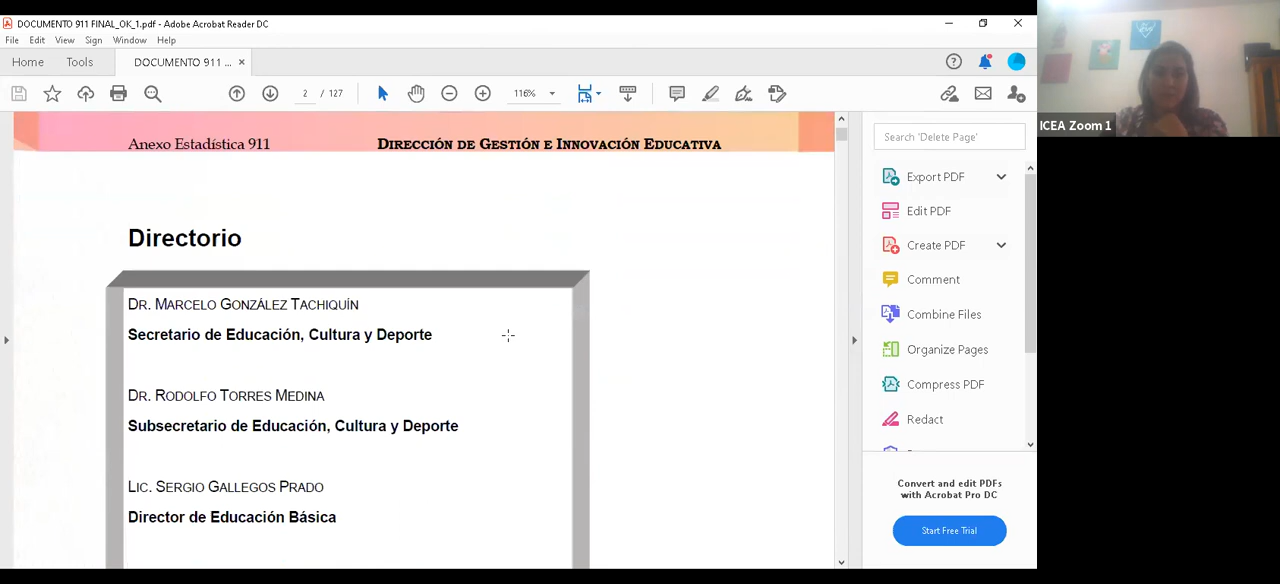 DOCUMENTO 911 FINAL_OK_1.pdf - Adobe Acrobat Reader DC
File Edit View Sign Window Help
Home Tools DOCUMENTO 911 ... ×
2 / 127 116%
Anexo Estadística 911 DIRECCIÓN DE GESTIÓN E INNOVACIÓN EDUCATIVA
Directorio
DR. MARCELO GONZÁLEZ TACHIQUÍN
Secretario de Educación, Cultura y Deporte
DR. RODOLFO TORRES MEDINA
Subsecretario de Educación, Cultura y Deporte
LIC. SERGIO GALLEGOS PRADO
Director de Educación Básica
Search 'Delete Page'
Export PDF
Edit PDF
Create PDF
Comment
Combine Files
Organize Pages
Compress PDF
Redact
Convert and edit PDFs
with Acrobat Pro DC
Start Free Trial
ICEA Zoom 1